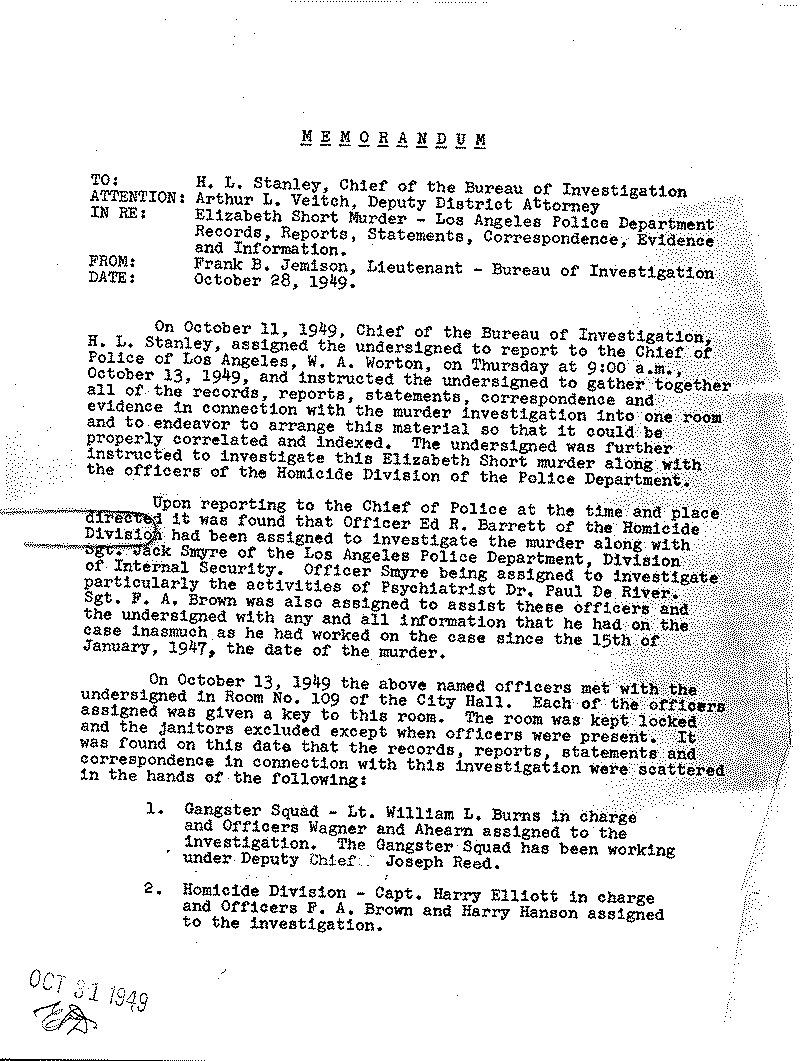 MEMORANDUM
TO: H. L. Stanley, Chief of the Bureau of Investigation
ATTENTION: Arthur L. Veitch, Deputy District Attorney
IN RE: Elizabeth Short Murder - Los Angeles Police Department
Records, Reports, Statements, Correspondence, Evidence
and Information.
FROM: Frank B. Jemison, Lieutenant - Bureau of Investigation
DATE: October 28, 1949.
On October 11, 1949, Chief of the Bureau of Investigation,
H. L. Stanley, assigned the undersigned to report to the Chief of
Police of Los Angeles, W. A. Worton, on Thursday at 9:00 a.m.,
October 13, 1949, and instructed the undersigned to gather together
all of the records, reports, statements, correspondence and
evidence in connection with the murder investigation into one room
and to endeavor to arrange this material so that it could be
properly correlated and indexed. The undersigned was further
instructed to investigate this Elizabeth Short murder along with
the officers of the Homicide Division of the Police Department.
Upon reporting to the Chief of Police at the time and place
directed it was found that Officer Ed R. Barrett of the Homicide
Division had been assigned to investigate the murder along with
Sgt. Jack Smyre of the Los Angeles Police Department, Division
of Internal Security. Officer Smyre being assigned to investigate
particularly the activities of Psychiatrist Dr. Paul De River.
Sgt. F. A. Brown was also assigned to assist these officers and
the undersigned with any and all information that he had on the
case inasmuch as he had worked on the case since the 15th of
January, 1947, the date of the murder.
On October 13, 1949 the above named officers met with the
undersigned in Room No. 109 of the City Hall. Each of the officers
assigned was given a key to this room. The room was kept locked
and the janitors excluded except when officers were present. It
was found on this date that the records, reports, statements and
correspondence in connection with this investigation were scattered
in the hands of the following:
1. Gangster Squad - Lt. William L. Burns in charge
and Officers Wagner and Ahearn assigned to the
investigation. The Gangster Squad has been working
under Deputy Chief Joseph Reed.
2. Homicide Division - Capt. Harry Elliott in charge
and Officers F. A. Brown and Harry Hanson assigned
to the investigation.
OCT 31 1949